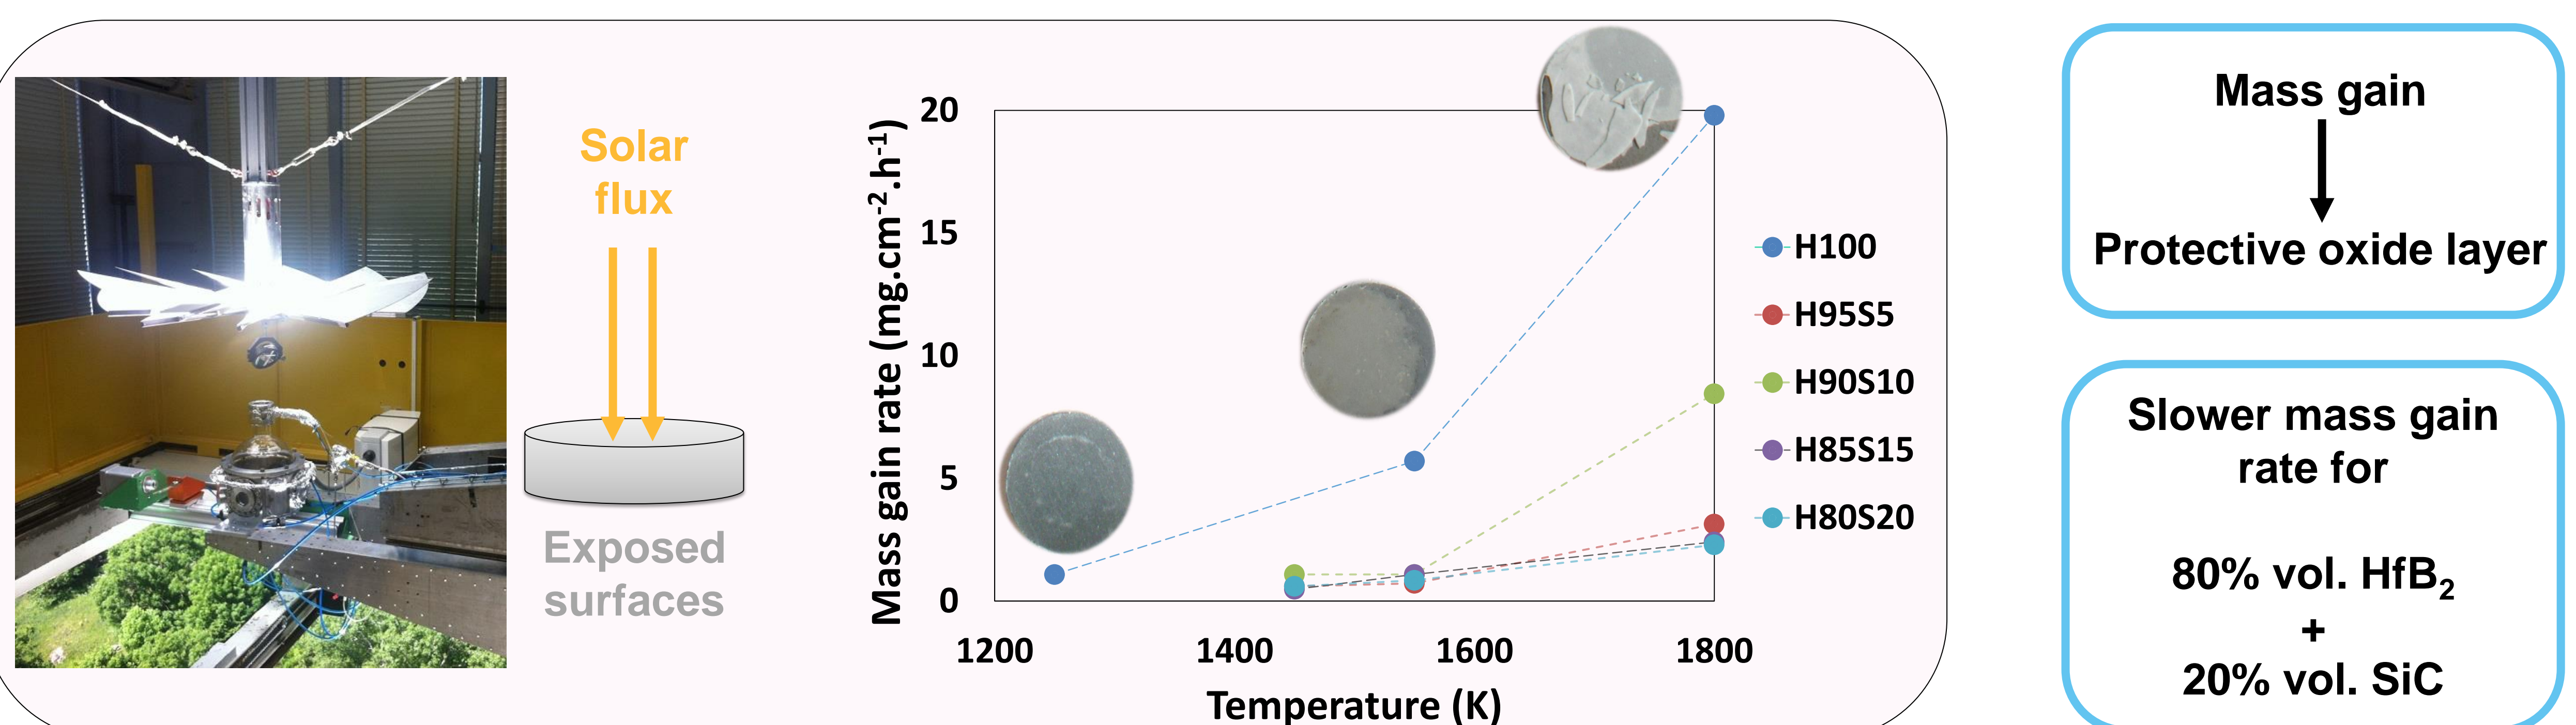 Solar
flux
Exposed
surfaces
Mass gain rate (mg.cm⁻².h⁻¹)
20
15
10
5
0
1200 1400 1600 1800
Temperature (K)
H100
H95S5
H90S10
H85S15
H80S20
Mass gain
Protective oxide layer
Slower mass gain
rate for
80% vol. HfB₂
+
20% vol. SiC